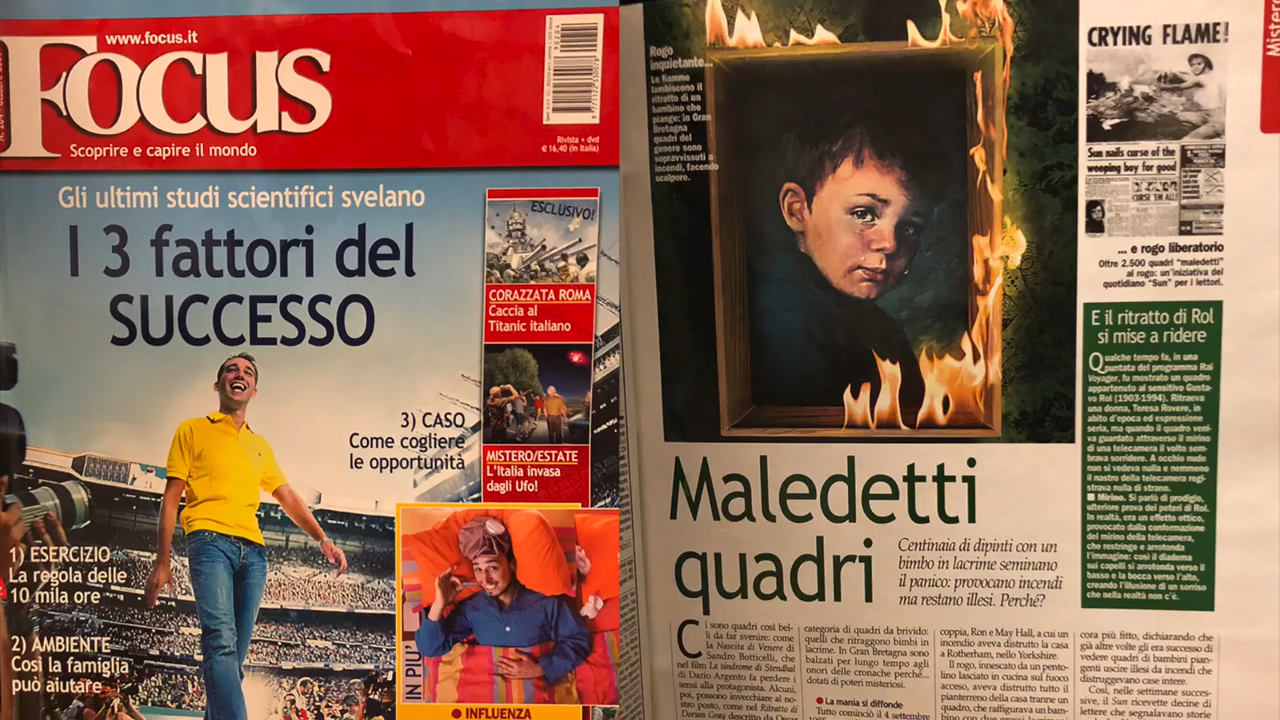 www.focus.it
Focus
Scoprire e capire il mondo
Rivista + dvd
€ 16,40 (in Italia)
Gli ultimi studi scientifici svelano
I 3 fattori del
SUCCESSO
ESCLUSIVO!
CORAZZATA ROMA
Caccia al
Titanic italiano
MISTERO/ESTATE
L'Italia invasa
dagli Ufo!
3) CASO
Come cogliere
le opportunità
1) ESERCIZIO
La regola delle
10 mila ore
2) AMBIENTE
Così la famiglia
può aiutare
IN PIU'
INFLUENZA
Rogo
inquietante...
Le fiamme
lambiscono il
ritratto di un
bambino che
piange: in Gran
Bretagna
quadri del
genere sono
sopravvissuti a
incendi, facendo
scalpore.
Mistero
CRYING FLAME!
Sun nails curse of the
weeping boy for good
... e rogo liberatorio
Oltre 2.500 quadri "maledetti"
al rogo: un'iniziativa del
quotidiano "Sun" per i lettori.
E il ritratto di Rol
si mise a ridere
Qualche tempo fa, in una
puntata del programma Rai
Voyager, fu mostrato un quadro
appartenuto al sensitivo Gusta-
vo Rol (1903-1994). Ritraeva
una donna, Teresa Rovere, in
abito d'epoca ed espressione
seria, ma quando il quadro veni-
va guardato attraverso il mirino
di una telecamera il volto sem-
brava sorridere. A occhio nudo
non si vedeva nulla e nemmeno
il nastro della telecamera regi-
strava nulla di strano.
Mirino. Si parlò di prodigio,
ulteriore prova dei poteri di Rol.
In realtà, era un effetto ottico,
provocato dalla conformazione
del mirino della telecamera,
che restringe e arrotonda
l'immagine: così il diadema
sui capelli si arrotonda verso il
basso e la bocca verso l'alto,
creando l'illusione di un sorriso
che nella realtà non c'è.
Maledetti
quadri
Centinaia di dipinti con un
bimbo in lacrime seminano
il panico: provocano incendi
ma restano illesi. Perché?
Ci sono quadri così bel-
li da far svenire: come
la Nascita di Venere di
Sandro Botticelli, che
nel film La sindrome di Stendhal
di Dario Argento fa perdere i
sensi alla protagonista. Alcuni,
poi, possono invecchiare al no-
stro posto, come nel Ritratto di
Dorian Gray descritto da Oscar
categoria di quadri da brivido:
quelli che ritraggono bimbi in
lacrime. In Gran Bretagna sono
balzati per lungo tempo agli
onori delle cronache perché...
dotati di poteri misteriosi.
La mania si diffonde
Tutto cominciò il 4 settembre
coppia, Ron e May Hall, a cui un
incendio aveva distrutto la casa
a Rotherham, nello Yorkshire.
Il rogo, innescato da un pento-
lino lasciato in cucina sul fuoco
acceso, aveva distrutto tutto il
pianterreno della casa tranne un
quadro, che raffigurava un bam-
cora più fitto, dichiarando che
già altre volte gli era successo di
vedere quadri di bambini pian-
genti uscire illesi da incendi che
distruggevano case intere.
Così, nelle settimane succes-
sive, il Sun ricevette decine di
lettere che segnalavano storie